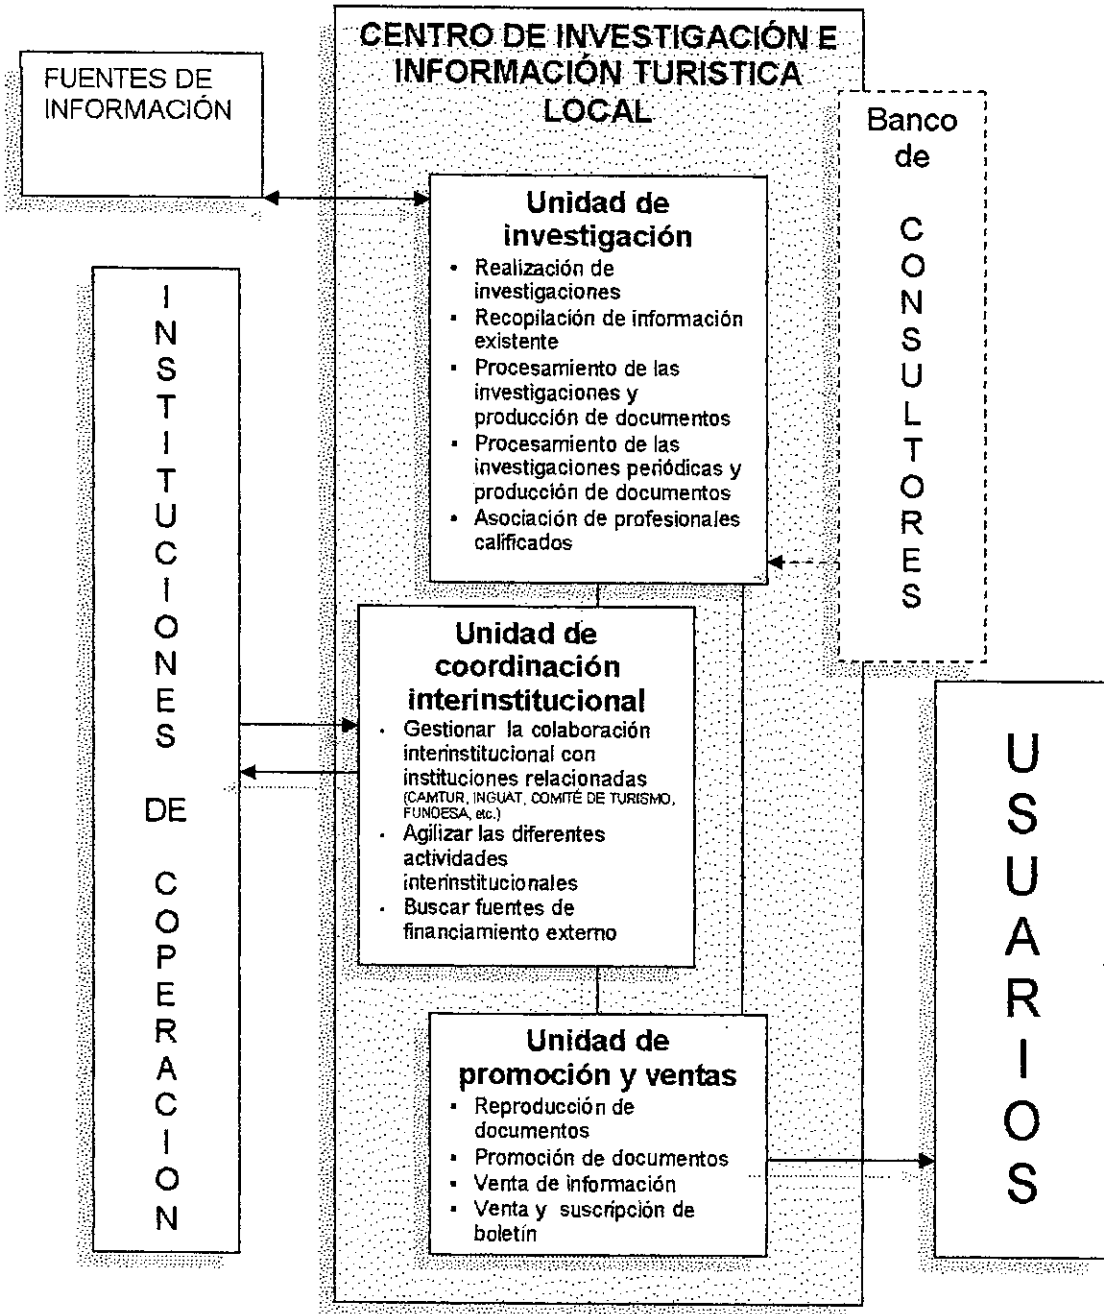 CENTRO DE INVESTIGACIÓN E
INFORMACIÓN TURISTICA
LOCAL
FUENTES DE
INFORMACIÓN
Banco
de
CONSULTORES
Unidad de
investigación
▪ Realización de
investigaciones
▪ Recopilación de información
existente
▪ Procesamiento de las
investigaciones y
producción de documentos
▪ Procesamiento de las
investigaciones periódicas y
producción de documentos
▪ Asociación de profesionales
calificados
INSTITUCIONES
DE
COPERACION
Unidad de
coordinación
interinstitucional
· Gestionar la colaboración
interinstitucional con
instituciones relacionadas
(CAMTUR, INGUAT, COMITÉ DE TURISMO,
FUNDESA, etc.)
· Agilizar las diferentes
actividades
interinstitucionales
· Buscar fuentes de
financiamiento externo
USUARIOS
Unidad de
promoción y ventas
▪ Reproducción de
documentos
▪ Promoción de documentos
▪ Venta de información
▪ Venta y suscripción de
boletín